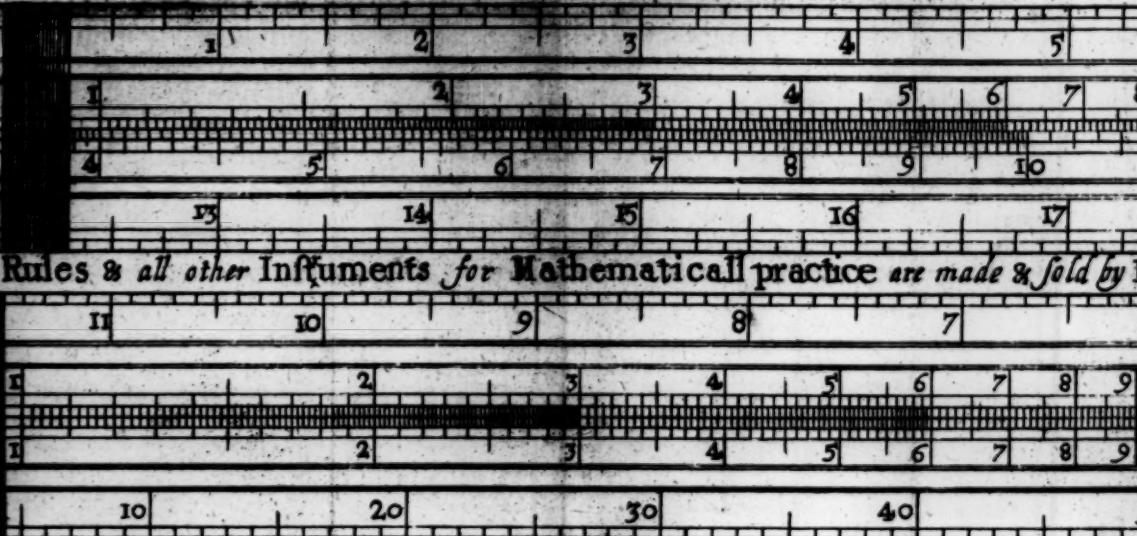 1 2 3 4 5
1 2 3 4 5 6 7
4 5 6 7 8 9 10
13 14 15 16 17
Rules & all other Inſtruments for Mathematicall practice are made & ſold by
11 10 9 8 7
1 2 3 4 5 6 7 8 9
1 2 3 4 5 6 7 8 9
10 20 30 40